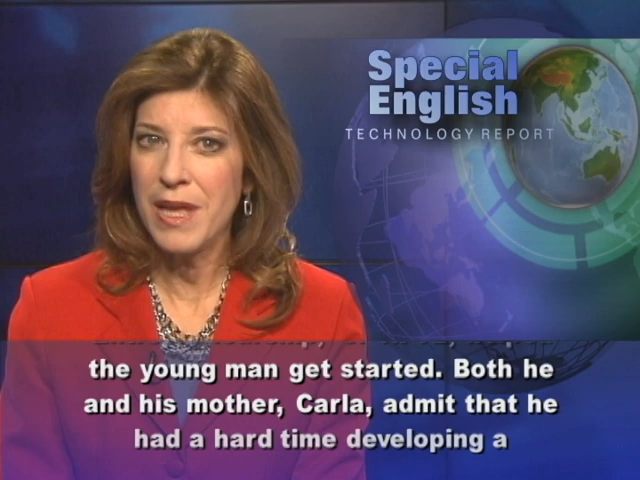 Special
English
TECHNOLOGY REPORT
the young man get started. Both he
and his mother, Carla, admit that he
had a hard time developing a